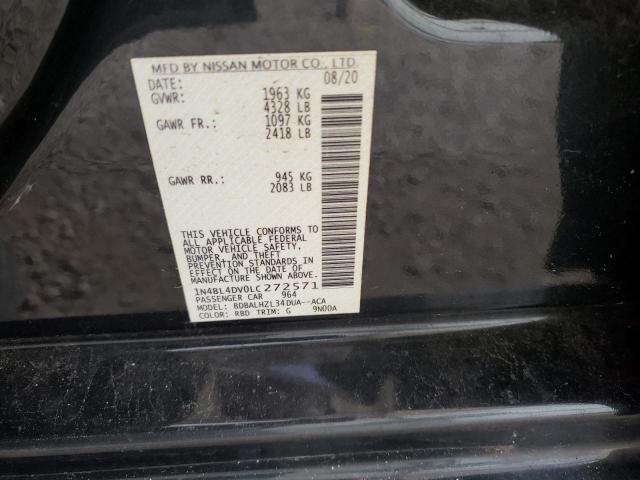 MFD BY NISSAN MOTOR CO., LTD.
DATE: 08/20
GVWR: 1963 KG
4328 LB
GAWR FR.: 1097 KG
2418 LB
GAWR RR.: 945 KG
2083 LB
THIS VEHICLE CONFORMS TO
ALL APPLICABLE FEDERAL
MOTOR VEHICLE SAFETY,
BUMPER, AND THEFT
PREVENTION STANDARDS IN
EFFECT ON THE DATE OF
MANUFACTURE SHOWN ABOVE.
1N4BL4DV0LC272571
PASSENGER CAR 964
MODEL: BDBALHZL34DUA--ACA
COLOR: RBD TRIM: G 9N00A